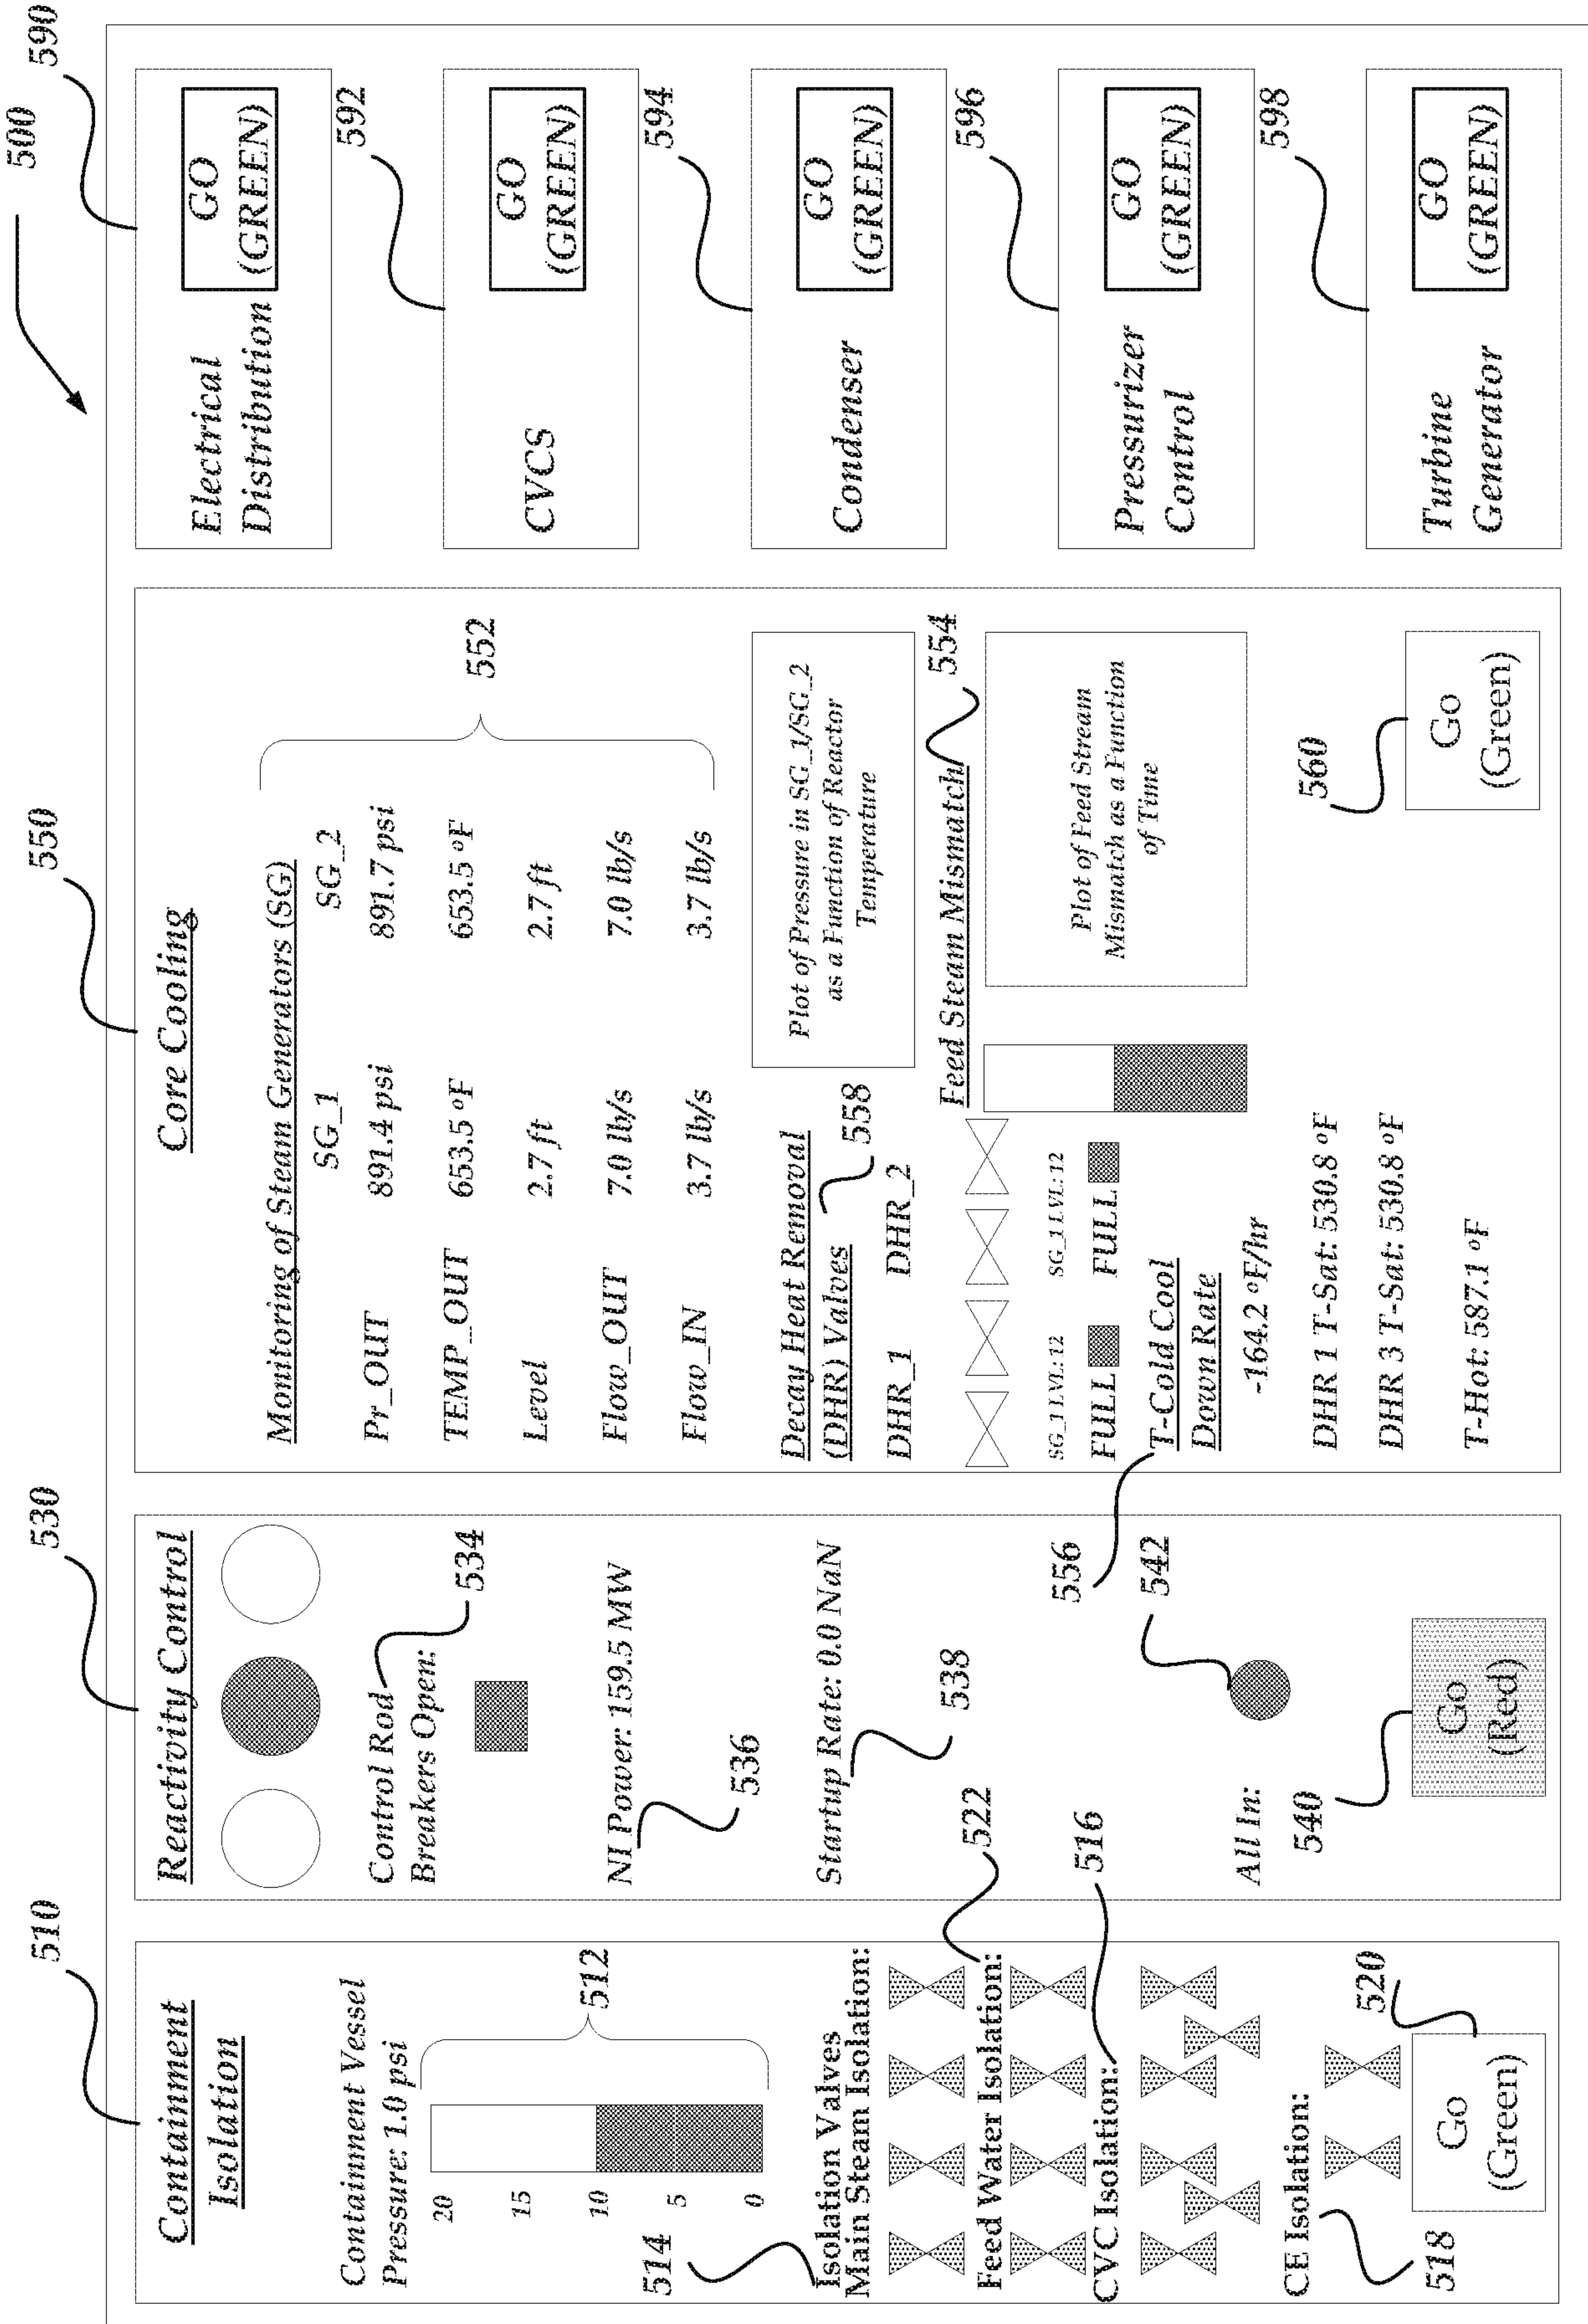 500
510
Containment
Isolation
Containment Vessel
Pressure: 1.0 psi
20
15
10
5
0
512
514
Isolation Valves
Main Steam Isolation:
522
Feed Water Isolation:
516
CVC Isolation:
CE Isolation:
518
520
Go
(Green)
530
Reactivity Control
Control Rod
Breakers Open:
534
NI Power: 159.5 MW
536
Startup Rate: 0.0 NaN
538
All In:
542
540
Go
(Red)
550
Core Cooling
Monitoring of Steam Generators (SG)
SG_1 SG_2
Pr_OUT 891.4 psi 891.7 psi
TEMP_OUT 653.5 °F 653.5 °F
Level 2.7 ft 2.7 ft
Flow_OUT 7.0 lb/s 7.0 lb/s
Flow_IN 3.7 lb/s 3.7 lb/s
552
Decay Heat Removal
(DHR) Valves
558
DHR_1 DHR_2
SG_1 LVL: 12 SG_1 LVL: 12
FULL FULL
556
T-Cold Cool
Down Rate
-164.2 °F/hr
DHR 1 T-Sat: 530.8 °F
DHR 3 T-Sat: 530.8 °F
T-Hot: 587.1 °F
Plot of Pressure in SG_1/SG_2
as a Function of Reactor
Temperature
Feed Steam Mismatch
554
Plot of Feed Stream
Mismatch as a Function
of Time
560
Go
(Green)
590
Electrical
Distribution
GO
(GREEN)
592
CVCS
GO
(GREEN)
594
Condenser
GO
(GREEN)
596
Pressurizer
Control
GO
(GREEN)
598
Turbine
Generator
GO
(GREEN)